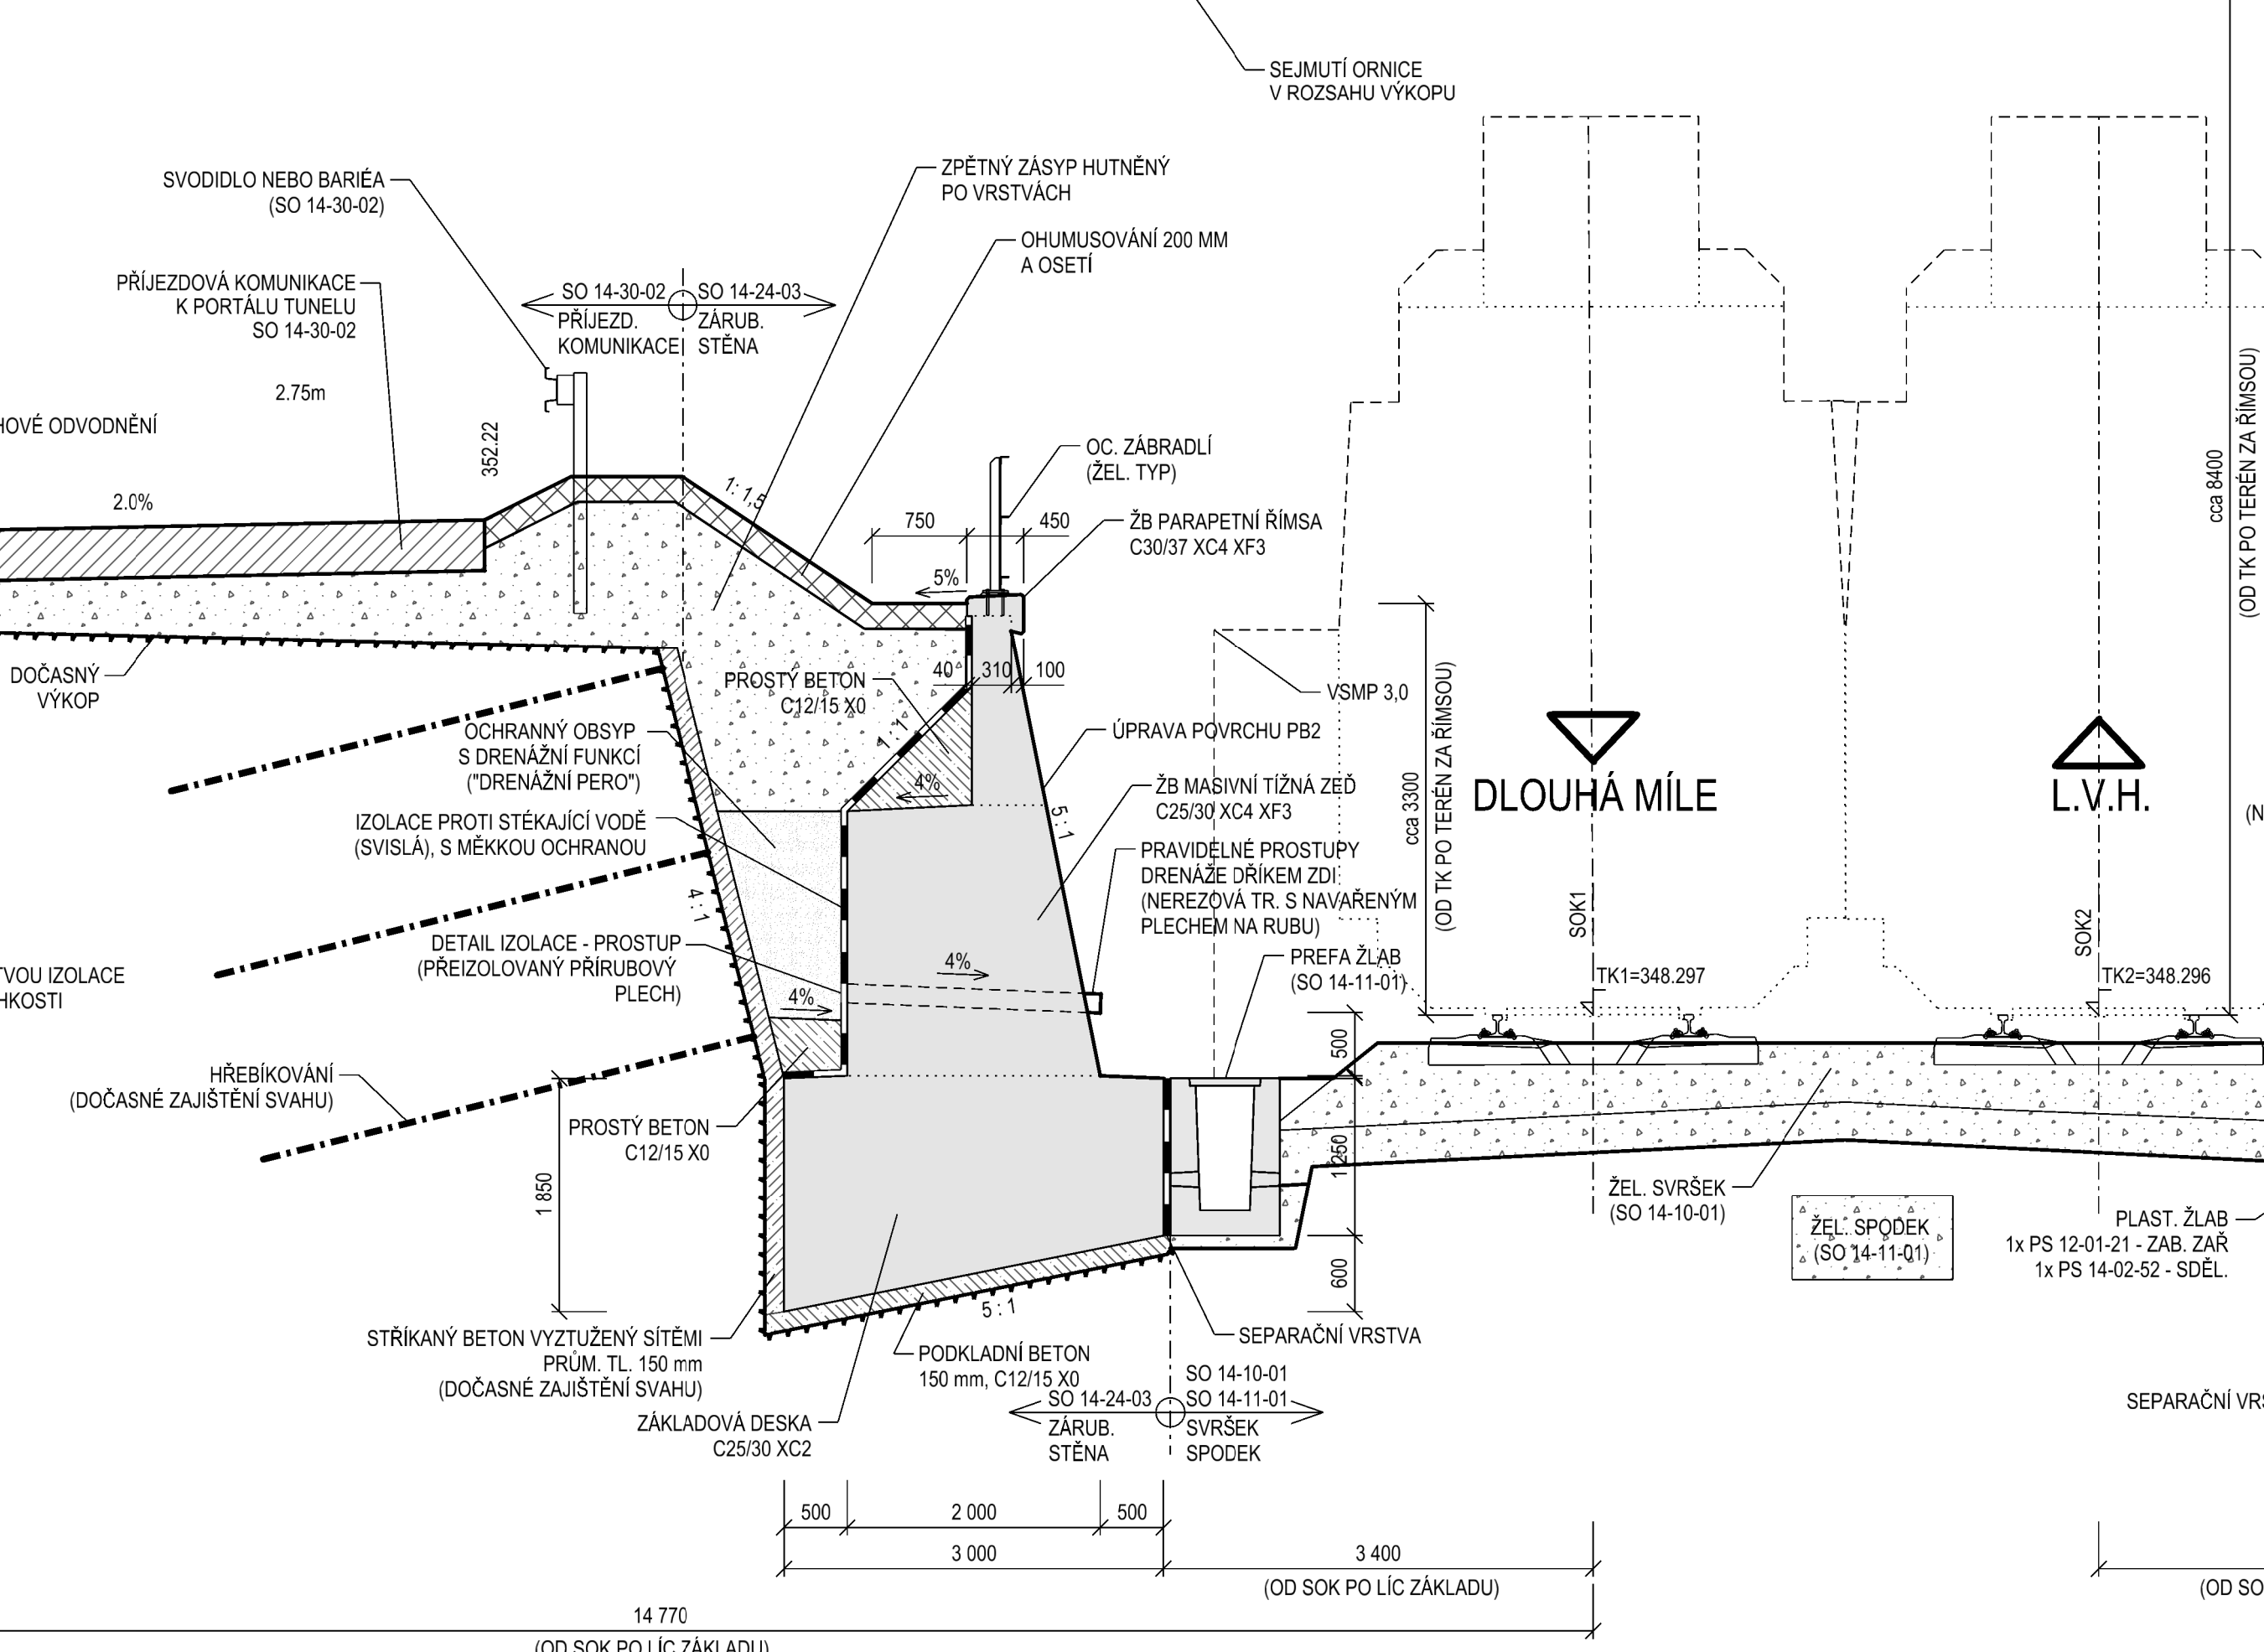 SEJMUTÍ ORNICE
V ROZSAHU VÝKOPU
SVODIDLO NEBO BARIÉA
(SO 14-30-02)
ZPĚTNÝ ZÁSYP HUTNĚNÝ
PO VRSTVÁCH
OHUMUSOVÁNÍ 200 MM
A OSETÍ
PŘÍJEZDOVÁ KOMUNIKACE
K PORTÁLU TUNELU
SO 14-30-02
SO 14-30-02
PŘÍJEZD.
KOMUNIKACE
SO 14-24-03
ZÁRUB.
STĚNA
2.75m
HOVÉ ODVODNĚNÍ
352.22
2.0%
1: 1,5
OC. ZÁBRADLÍ
(ŽEL. TYP)
750
450
ŽB PARAPETNÍ ŘÍMSA
C30/37 XC4 XF3
5%
cca 8400
(OD TK PO TERÉN ZA ŘÍMSOU)
DOČASNÝ
VÝKOP
PROSTÝ BETON
C12/15 X0
40
310
100
VSMP 3,0
OCHRANNÝ OBSYP
S DRENÁŽNÍ FUNKCÍ
("DRENÁŽNÍ PERO")
1 : 1
4%
ÚPRAVA POVRCHU PB2
ŽB MASIVNÍ TÍŽNÁ ZEĎ
C25/30 XC4 XF3
5 : 1
cca 3300
(OD TK PO TERÉN ZA ŘÍMSOU)
DLOUHÁ MÍLE
L.V.H.
(N
IZOLACE PROTI STÉKAJÍCÍ VODĚ
(SVISLÁ), S MĚKKOU OCHRANOU
PRAVIDELNÉ PROSTUPY
DRENÁŽE DŘÍKEM ZDI
(NEREZOVÁ TR. S NAVAŘENÝM
PLECHEM NA RUBU)
4 : 1
SOK1
SOK2
DETAIL IZOLACE - PROSTUP
(PŘEIZOLOVANÝ PŘÍRUBOVÝ
PLECH)
4%
4%
PREFA ŽLAB
(SO 14-11-01)
TK1=348.297
TK2=348.296
TVOU IZOLACE
HKOSTI
HŘEBÍKOVÁNÍ
(DOČASNÉ ZAJIŠTĚNÍ SVAHU)
500
PROSTÝ BETON
C12/15 X0
1 850
1 250
600
ŽEL. SVRŠEK
(SO 14-10-01)
ŽEL. SPODEK
(SO 14-11-01)
PLAST. ŽLAB
1x PS 12-01-21 - ZAB. ZAŘ
1x PS 14-02-52 - SDĚL.
5 : 1
STŘÍKANÝ BETON VYZTUŽENÝ SÍTĚMI
PRŮM. TL. 150 mm
(DOČASNÉ ZAJIŠTĚNÍ SVAHU)
PODKLADNÍ BETON
150 mm, C12/15 X0
SEPARAČNÍ VRSTVA
ZÁKLADOVÁ DESKA
C25/30 XC2
SO 14-24-03
ZÁRUB.
STĚNA
SO 14-10-01
SO 14-11-01
SVRŠEK
SPODEK
SEPARAČNÍ VRS
500
2 000
500
3 000
3 400
(OD SOK PO LÍC ZÁKLADU)
(OD SO
14 770
(OD SOK PO LÍC ZÁKLADU)